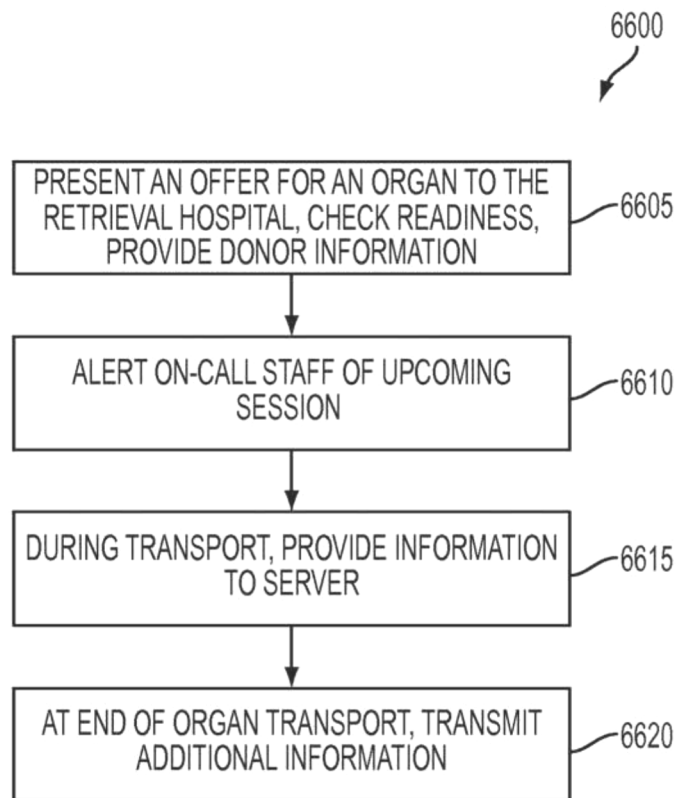 6600
PRESENT AN OFFER FOR AN ORGAN TO THE
RETRIEVAL HOSPITAL, CHECK READINESS,
PROVIDE DONOR INFORMATION
6605
ALERT ON-CALL STAFF OF UPCOMING
SESSION
6610
DURING TRANSPORT, PROVIDE INFORMATION
TO SERVER
6615
AT END OF ORGAN TRANSPORT, TRANSMIT
ADDITIONAL INFORMATION
6620